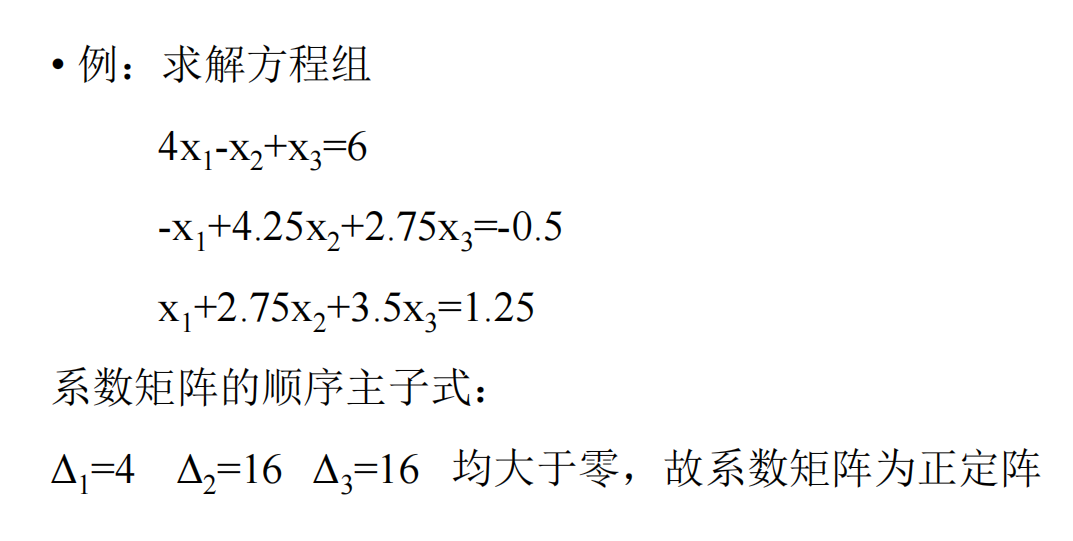 • 例：求解方程组
4x₁-x₂+x₃=6
-x₁+4.25x₂+2.75x₃=-0.5
x₁+2.75x₂+3.5x₃=1.25
系数矩阵的顺序主子式：
Δ₁=4 Δ₂=16 Δ₃=16 均大于零，故系数矩阵为正定阵